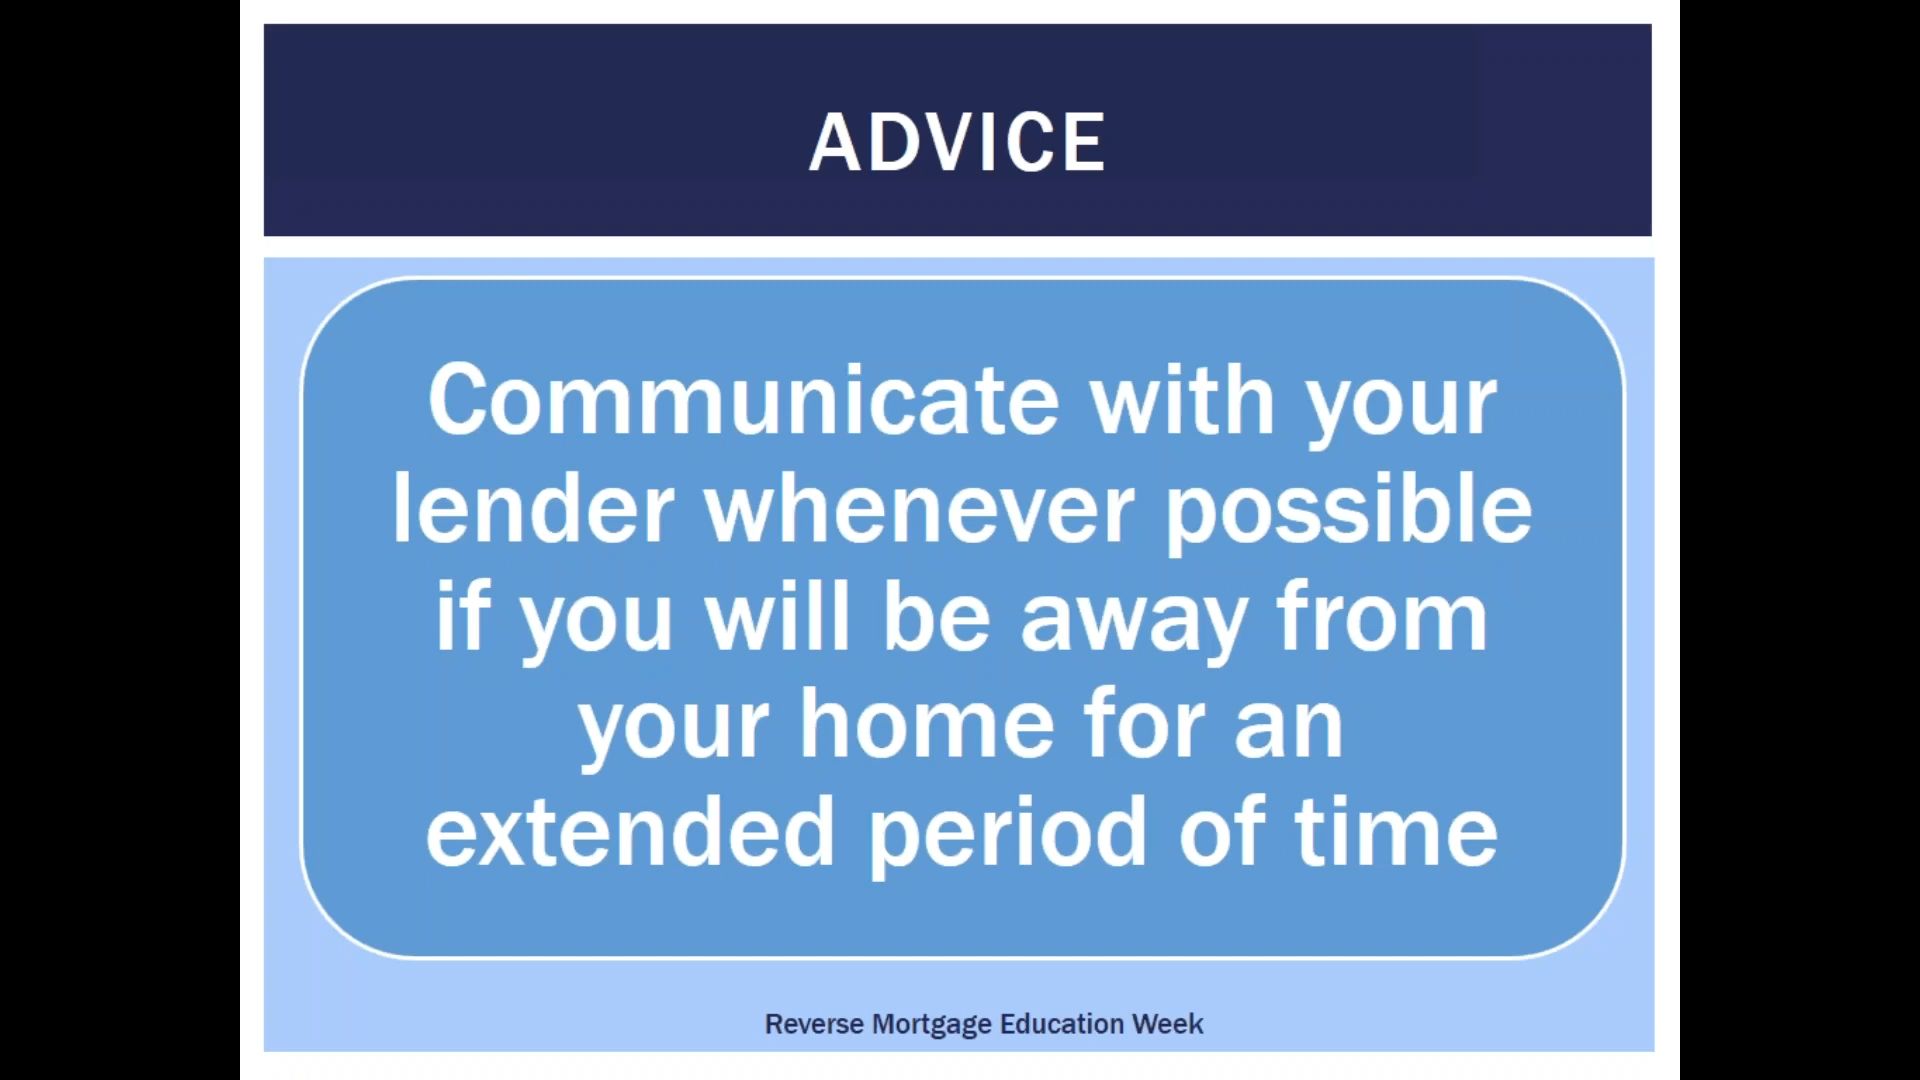 ADVICE
Communicate with your
lender whenever possible
if you will be away from
your home for an
extended period of time
Reverse Mortgage Education Week